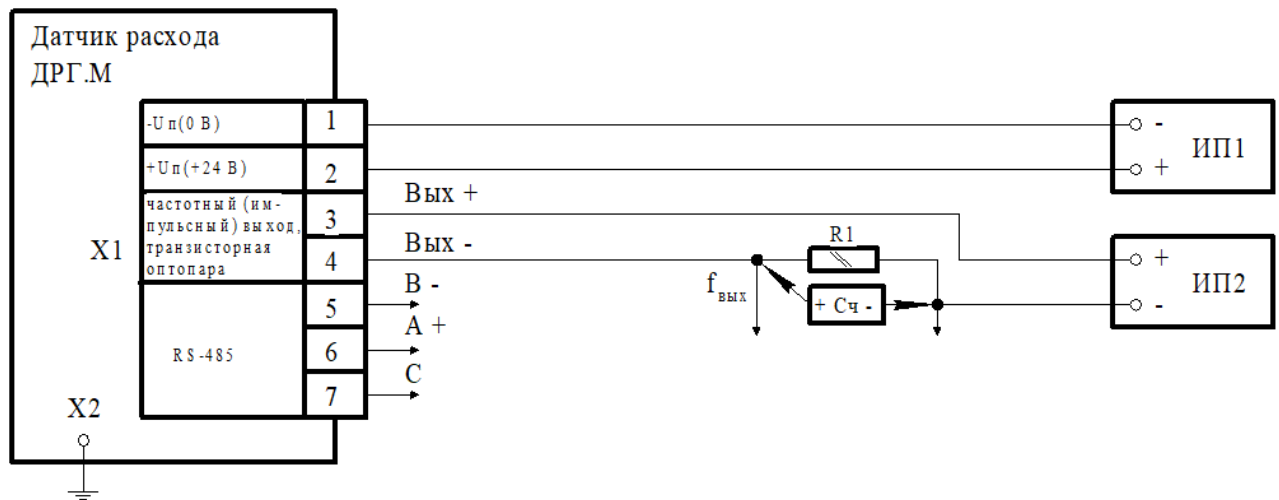 Датчик расхода
ДРГ.М
-Uп(0 В)
1
+Uп(+24 В)
2
частотный (им-
пульсный) выход,
транзисторная
оптопара
3
4
X1
RS-485
5
6
7
X2
Вых +
Вых -
В -
А +
С
fвых
R1
+ Сч -
-
+
ИП1
+
-
ИП2